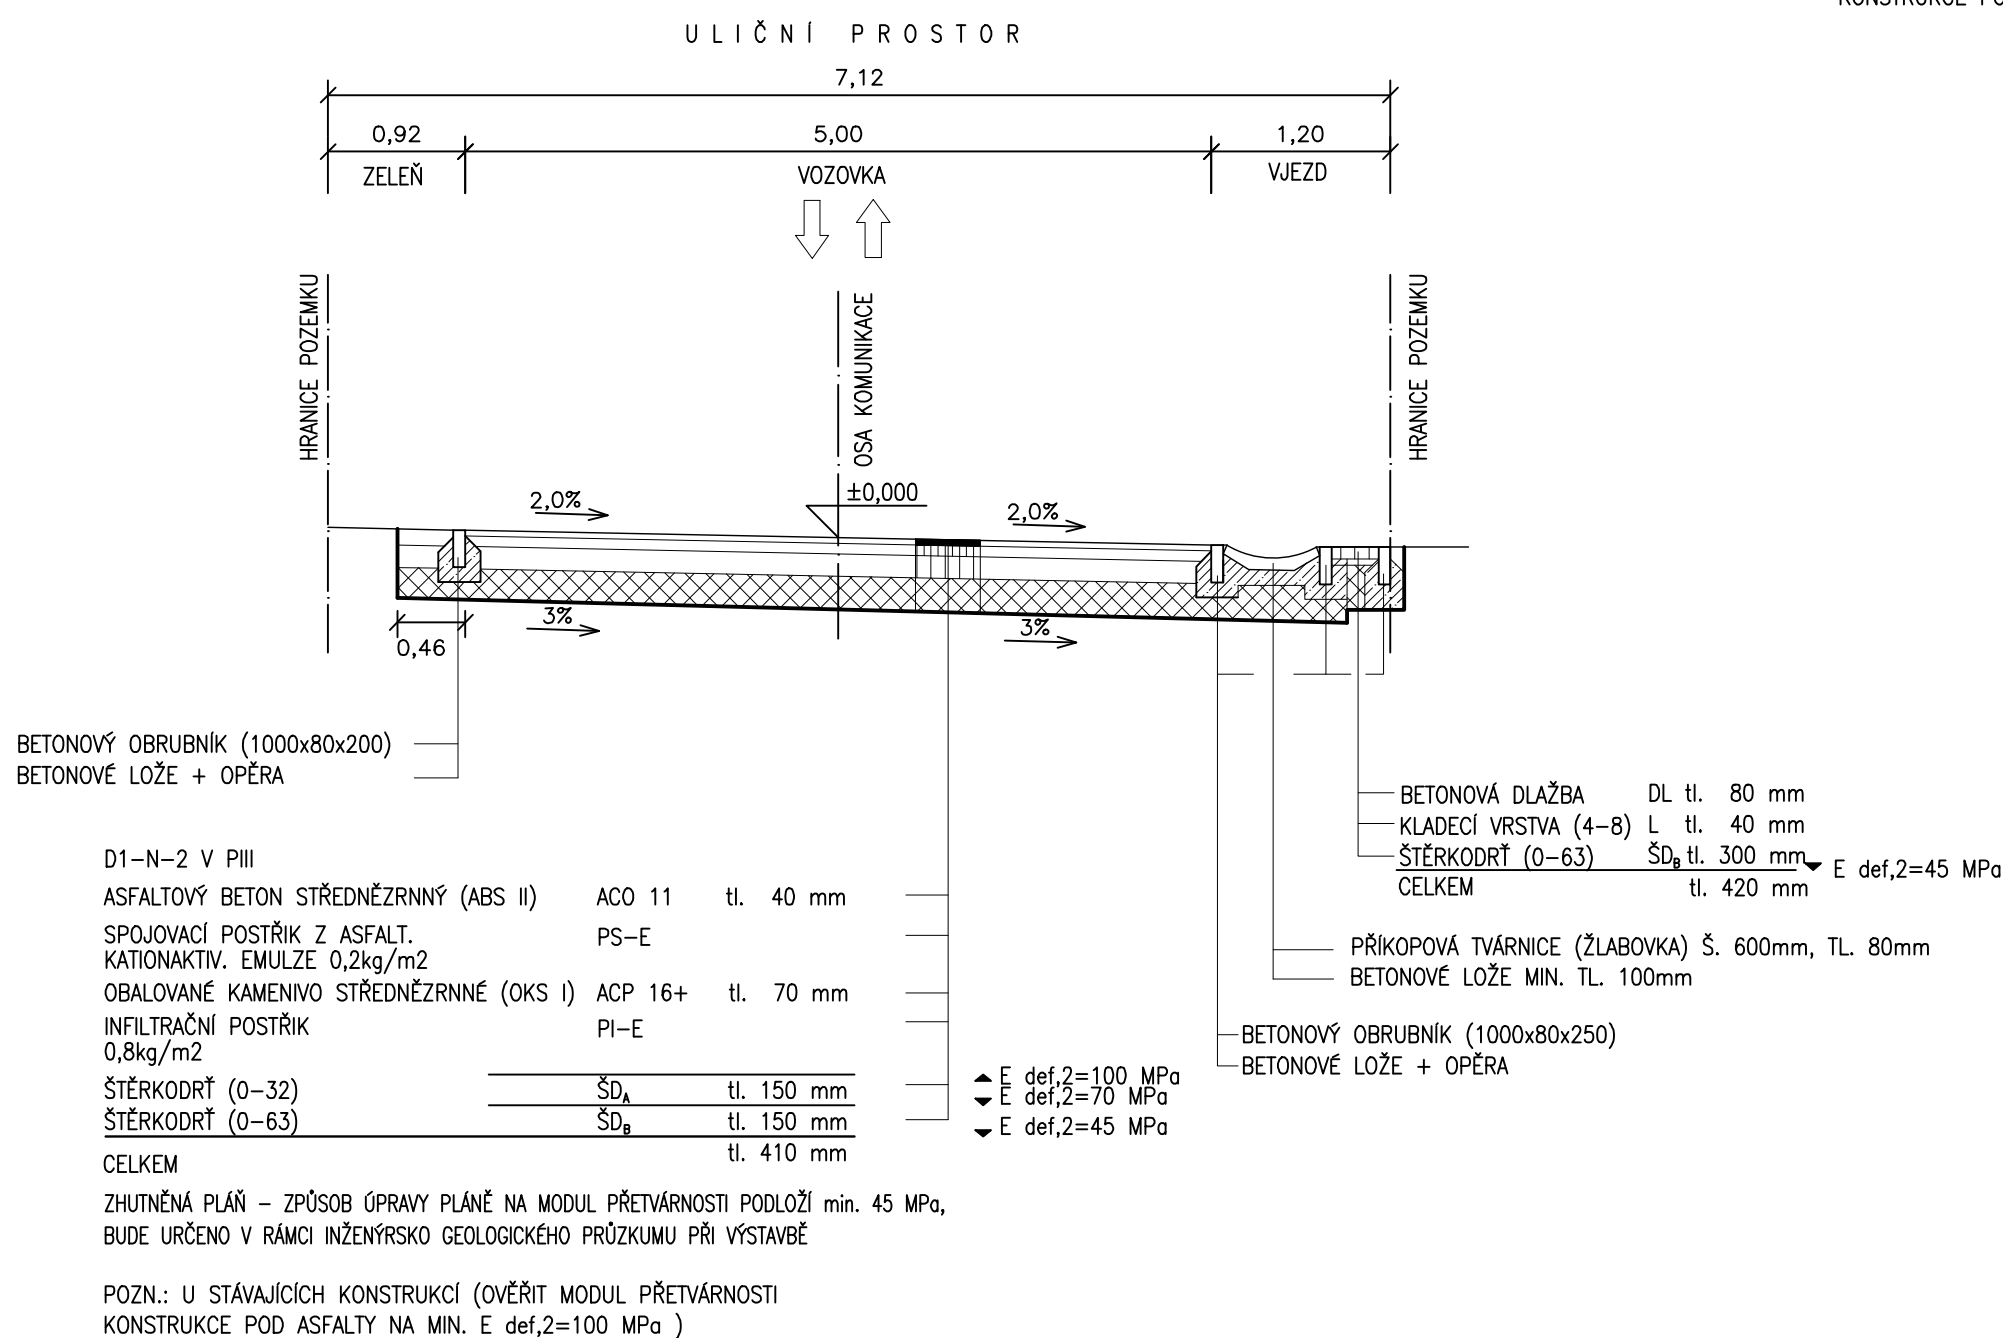 ULIČNÍ PROSTOR
7,12
0,92 5,00 1,20
ZELEŇ VOZOVKA VJEZD
HRANICE POZEMKU
OSA KOMUNIKACE
HRANICE POZEMKU
±0,000
2,0%
2,0%
3%
3%
0,46
BETONOVÝ OBRUBNÍK (1000x80x200)
BETONOVÉ LOŽE + OPĚRA
BETONOVÁ DLAŽBA DL tl. 80 mm
KLADECÍ VRSTVA (4-8) L tl. 40 mm
ŠTĚRKODRŤ (0-63) ŠDB tl. 300 mm E def,2=45 MPa
CELKEM tl. 420 mm
PŘÍKOPOVÁ TVÁRNICE (ŽLABOVKA) Š. 600mm, TL. 80mm
BETONOVÉ LOŽE MIN. TL. 100mm
BETONOVÝ OBRUBNÍK (1000x80x250)
BETONOVÉ LOŽE + OPĚRA
D1-N-2 V PIII
ASFALTOVÝ BETON STŘEDNĚZRNNÝ (ABS II) ACO 11 tl. 40 mm
SPOJOVACÍ POSTŘIK Z ASFALT. PS-E
KATIONAKTIV. EMULZE 0,2kg/m2
OBALOVANÉ KAMENIVO STŘEDNĚZRNNÉ (OKS I) ACP 16+ tl. 70 mm
INFILTRAČNÍ POSTŘIK PI-E
0,8kg/m2
E def,2=100 MPa
ŠTĚRKODRŤ (0-32) ŠDA tl. 150 mm E def,2=70 MPa
ŠTĚRKODRŤ (0-63) ŠDB tl. 150 mm E def,2=45 MPa
CELKEM tl. 410 mm
ZHUTNĚNÁ PLÁŇ - ZPŮSOB ÚPRAVY PLÁNĚ NA MODUL PŘETVÁRNOSTI PODLOŽÍ min. 45 MPa,
BUDE URČENO V RÁMCI INŽENÝRSKO GEOLOGICKÉHO PRŮZKUMU PŘI VÝSTAVBĚ
POZN.: U STÁVAJÍCÍCH KONSTRUKCÍ (OVĚŘIT MODUL PŘETVÁRNOSTI
KONSTRUKCE POD ASFALTY NA MIN. E def,2=100 MPa )